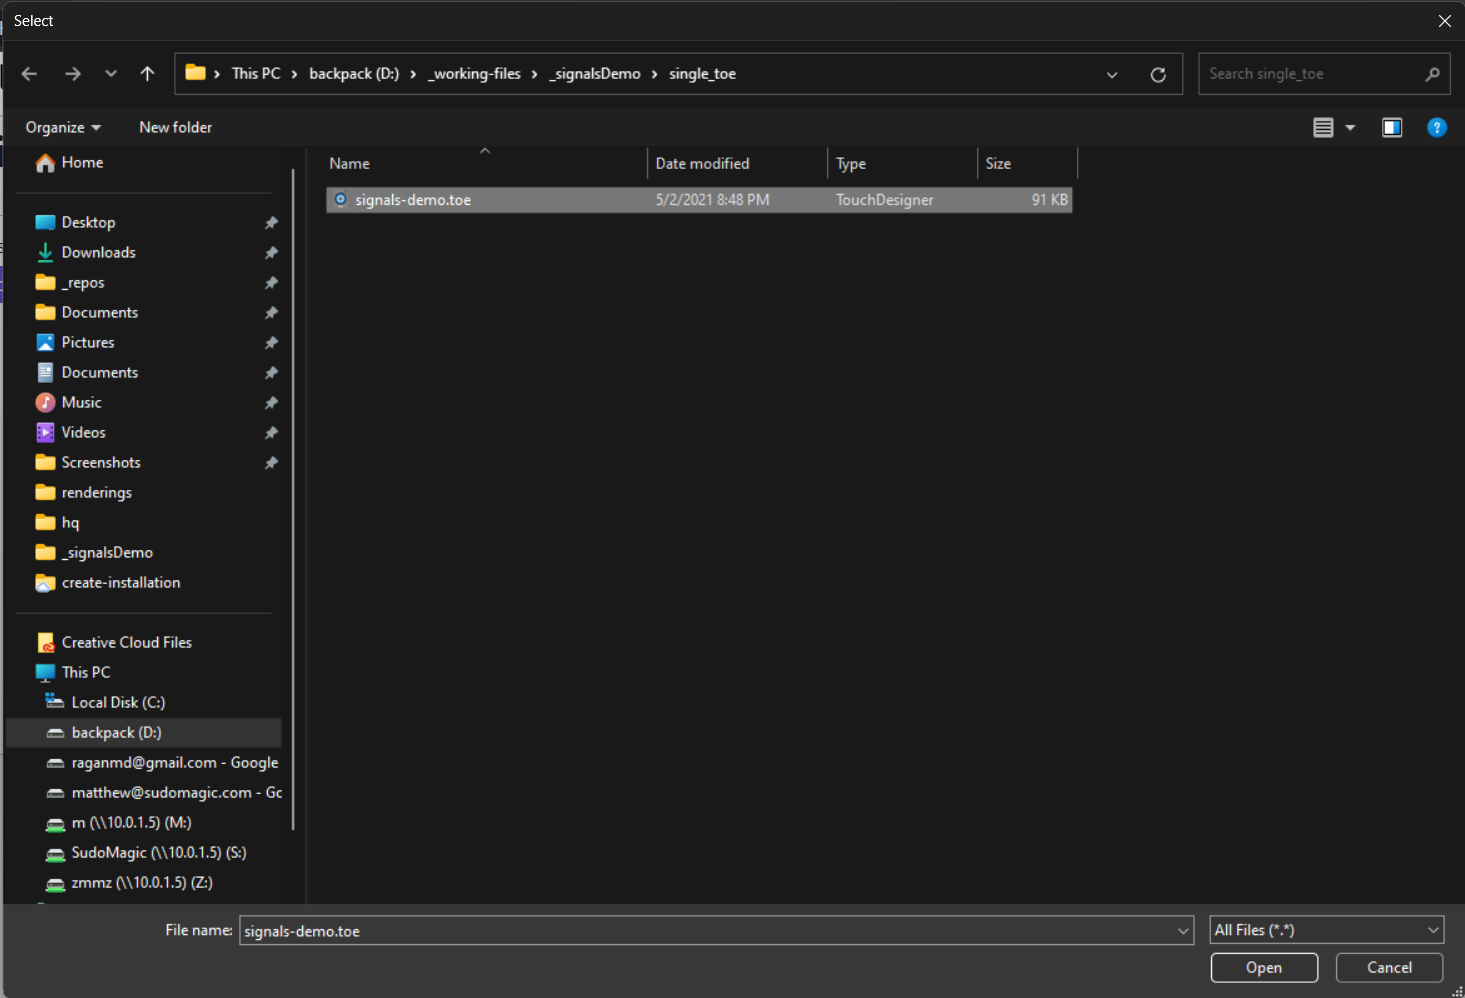 Select
This PC backpack (D:) _working-files _signalsDemo single_toe
Search single_toe
Organize New folder
?
Home
Desktop
Downloads
_repos
Documents
Pictures
Documents
Music
Videos
Screenshots
renderings
hq
_signalsDemo
create-installation
Creative Cloud Files
This PC
Local Disk (C:)
backpack (D:)
raganmd@gmail.com - Google
matthew@sudomagic.com - Gc
m (\\10.0.1.5) (M:)
SudoMagic (\\10.0.1.5) (S:)
zmmz (\\10.0.1.5) (Z:)
Name Date modified Type Size
signals-demo.toe 5/2/2021 8:48 PM TouchDesigner 91 KB
File name: signals-demo.toe All Files (*.*)
Open Cancel